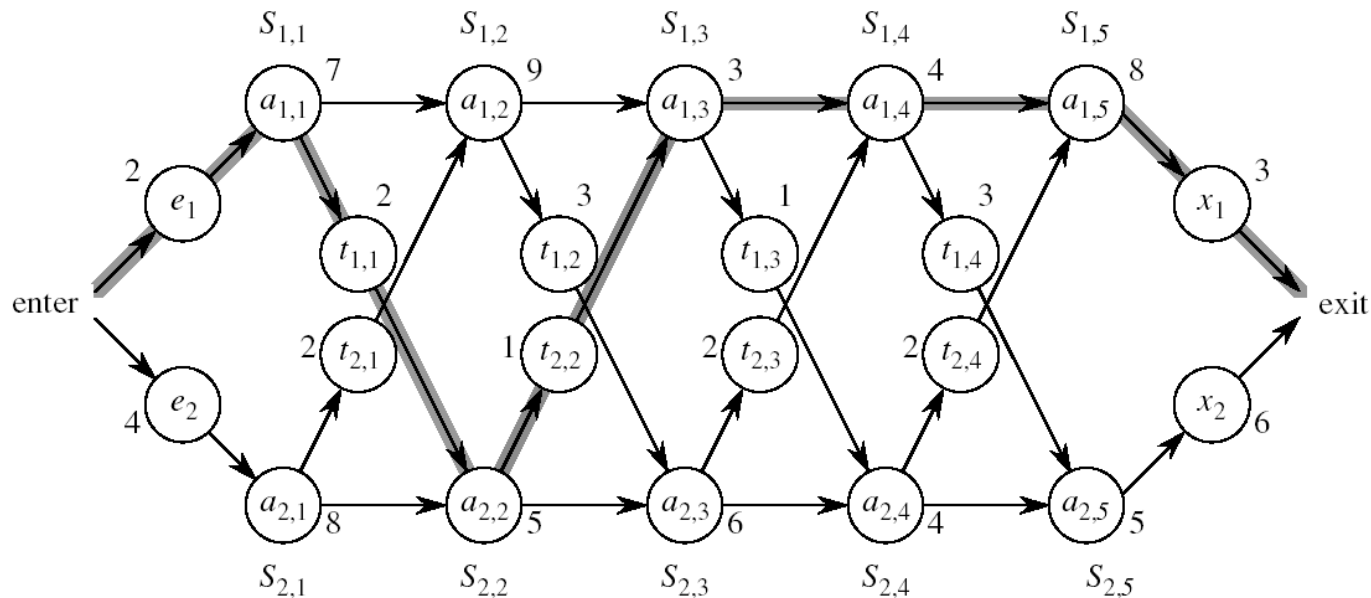 S1,1 S1,2 S1,3 S1,4 S1,5
7 9 3 4 8
a1,1 a1,2 a1,3 a1,4 a1,5
2 3
e1 x1
2 3 1 3
t1,1 t1,2 t1,3 t1,4
enter exit
2 t2,1 1 t2,2 2 t2,3 2 t2,4
e2 x2
4 6
a2,1 a2,2 a2,3 a2,4 a2,5
8 5 6 4 5
S2,1 S2,2 S2,3 S2,4 S2,5